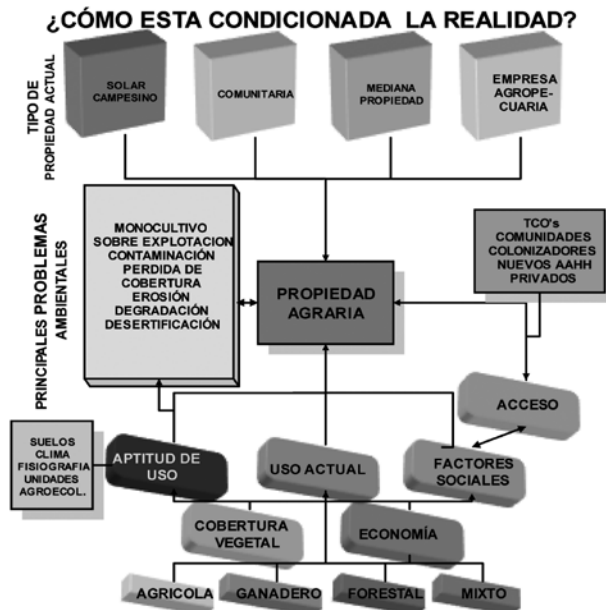 ¿CÓMO ESTA CONDICIONADA LA REALIDAD?
TIPO DE
PROPIEDAD ACTUAL
SOLAR
CAMPESINO
COMUNITARIA
MEDIANA
PROPIEDAD
EMPRESA
AGROPE-
CUARIA
PRINCIPALES PROBLEMAS
AMBIENTALES
MONOCULTIVO
SOBRE EXPLOTACION
CONTAMINACIÓN
PERDIDA DE
COBERTURA
EROSIÓN
DEGRADACIÓN
DESERTIFICACIÓN
PROPIEDAD
AGRARIA
TCO's
COMUNIDADES
COLONIZADORES
NUEVOS AAHH
PRIVADOS
ACCESO
SUELOS
CLIMA
FISIOGRAFIA
UNIDADES
AGROECOL.
APTITUD DE
USO
USO ACTUAL
FACTORES
SOCIALES
COBERTURA
VEGETAL
ECONOMÍA
AGRICOLA
GANADERO
FORESTAL
MIXTO